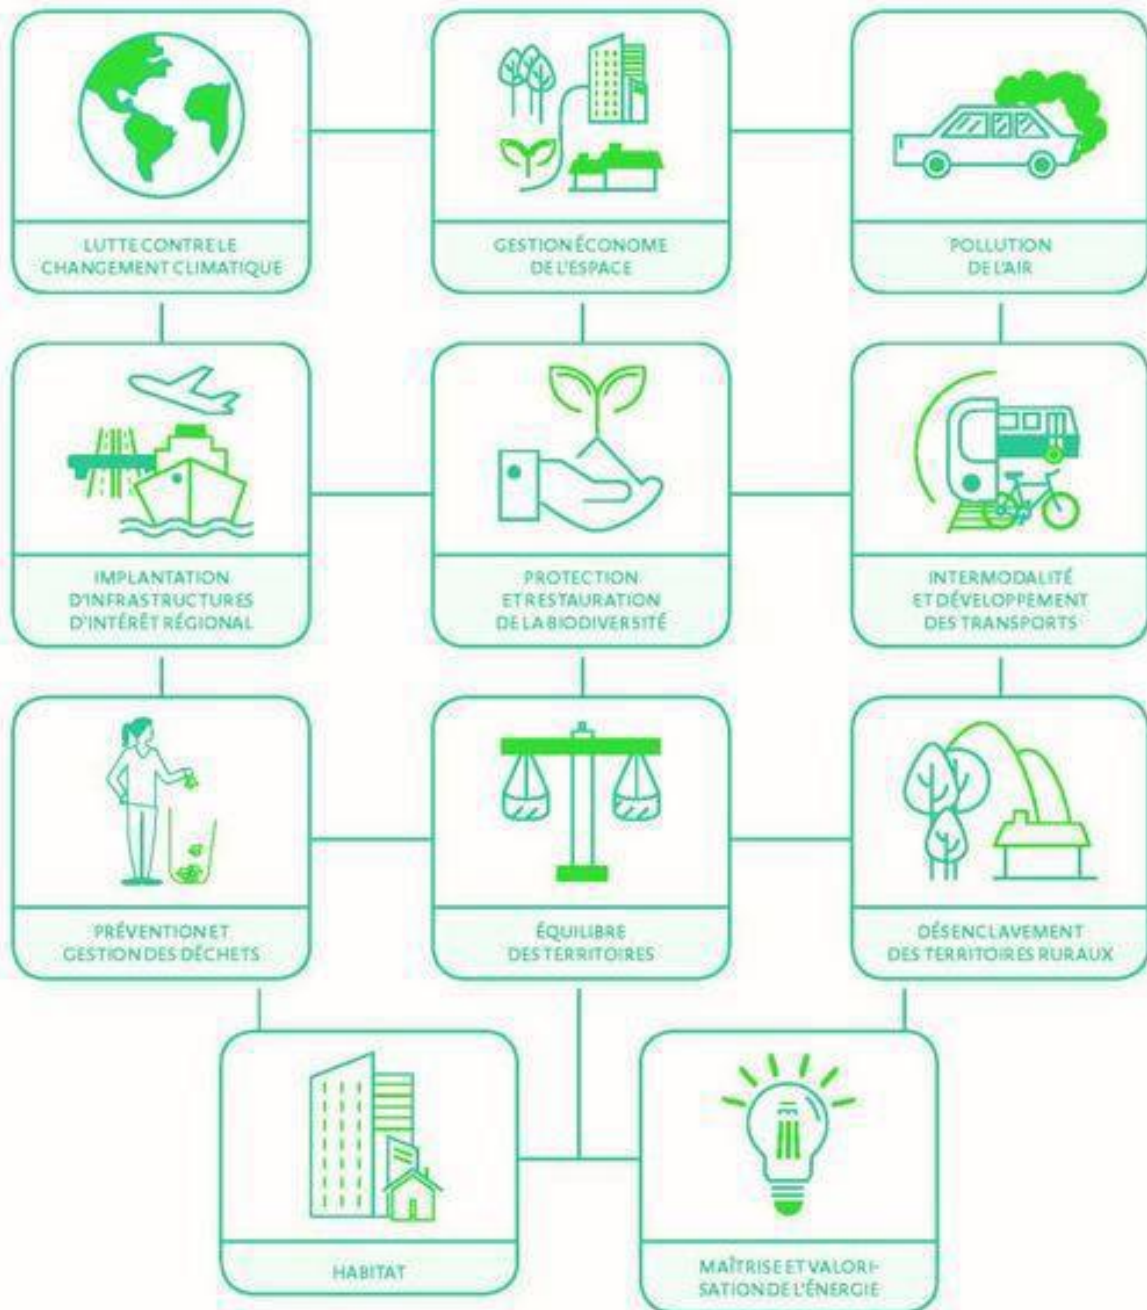 LUTTE CONTRE LE
CHANGEMENT CLIMATIQUE
GESTION ÉCONOME
DE L'ESPACE
POLLUTION
DE L'AIR
IMPLANTATION
D'INFRASTRUCTURES
D'INTÉRÊT RÉGIONAL
PROTECTION
ET RESTAURATION
DE LA BIODIVERSITÉ
INTERMODALITÉ
ET DÉVELOPPEMENT
DES TRANSPORTS
PRÉVENTION ET
GESTION DES DÉCHETS
ÉQUILIBRE
DES TERRITOIRES
DÉSENCLAVEMENT
DES TERRITOIRES RURAUX
HABITAT
MAÎTRISE ET VALORI-
SATION DE L'ÉNERGIE